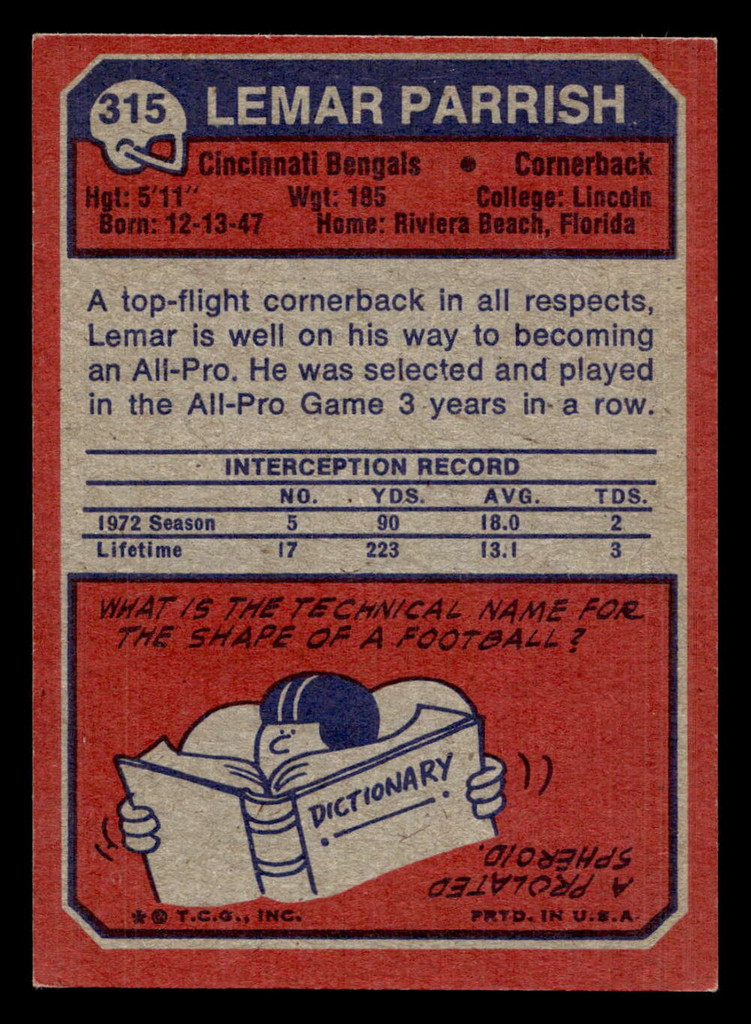 315 LEMAR PARRISH
Cincinnati Bengals • Cornerback
Hgt: 5'11" Wgt: 185 College: Lincoln
Born: 12-13-47 Home: Riviera Beach, Florida
A top-flight cornerback in all respects,
Lemar is well on his way to becoming
an All-Pro. He was selected and played
in the All-Pro Game 3 years in a row.
INTERCEPTION RECORD
NO. YDS. AVG. TDS.
1972 Season 5 90 18.0 2
Lifetime 17 223 13.1 3
WHAT IS THE TECHNICAL NAME FOR
THE SHAPE OF A FOOTBALL?
DICTIONARY
A PROLATED
SPHEROID.
* © T.C.G., INC. PRTD. IN U.S.A